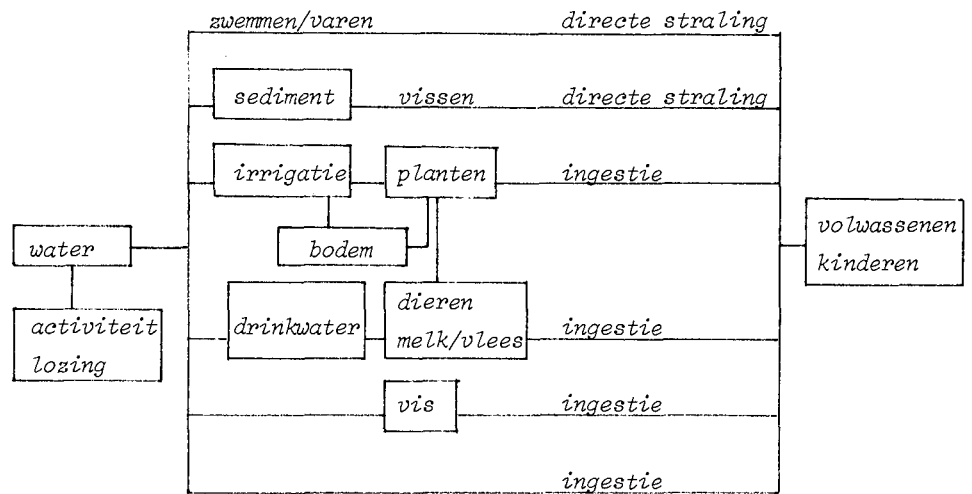 zwemmen/varen directe straling
sediment vissen directe straling
irrigatie planten ingestie
water bodem volwassenen
kinderen
activiteit
lozing
drinkwater dieren
melk/vlees ingestie
vis ingestie
ingestie